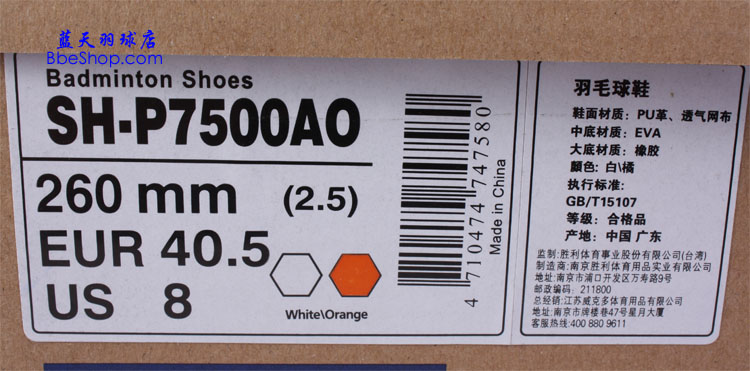 蓝天羽球店
BbeShop.com
Badminton Shoes
SH-P7500AO
260 mm (2.5)
EUR 40.5
US 8
White\Orange
4 710474 747580
Made in China
羽毛球鞋
鞋面材质：PU革、透气网布
中底材质：EVA
大底材质：橡胶
颜色：白\橘
执行标准：
GB/T15107
等级：合格品
产地：中国 广东
监制：胜利体育事业股份有限公司(台湾)
制造商：南京胜利体育用品实业有限公司
地址：南京市浦口开发区万寿路9号
邮政编码：211800
总经销：江苏威克多体育用品有限公司
地址：南京市牌楼巷47号星月大厦
客服热线:400 880 9611